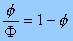 ϕ/Φ = 1 − ϕ